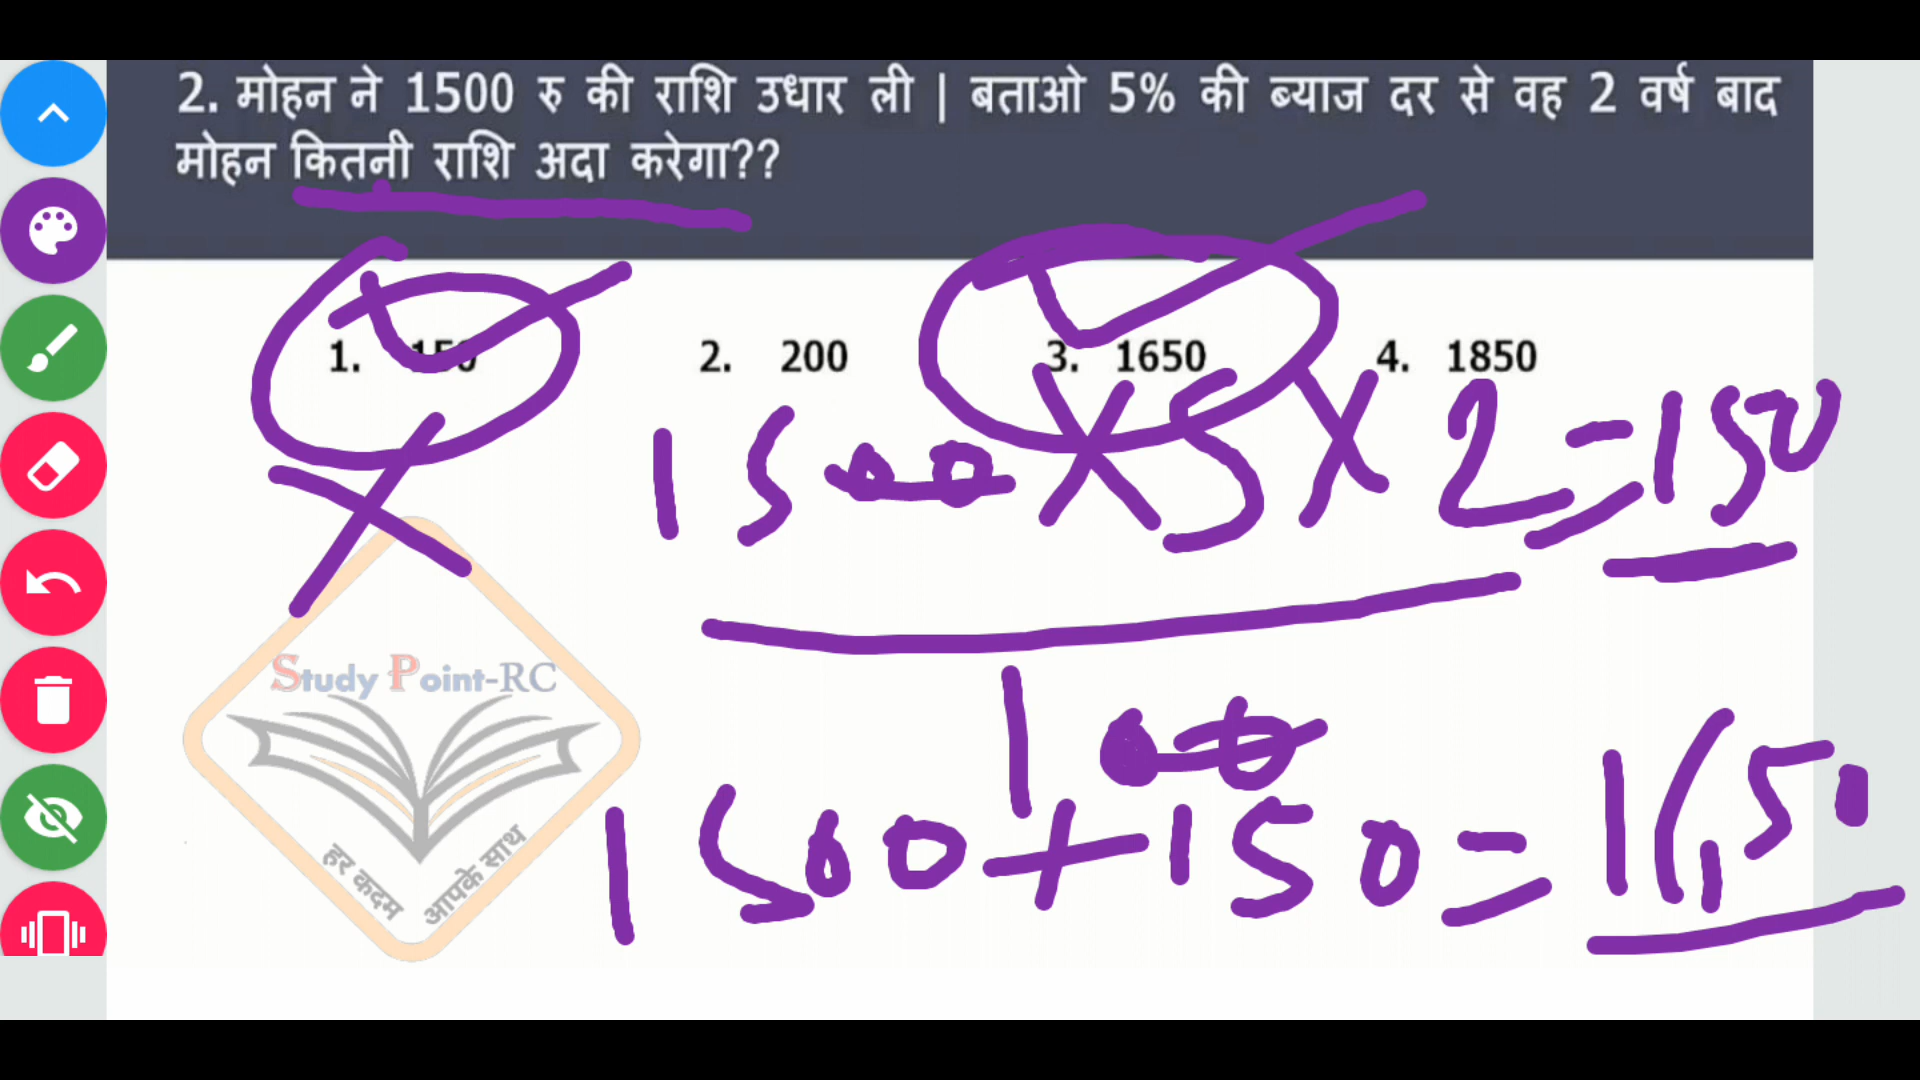 2. मोहन ने 1500 रु की राशि उधार ली | बताओ 5% की ब्याज दर से वह 2 वर्ष बाद
मोहन कितनी राशि अदा करेगा??
1. 150 2. 200 3. 1650 4. 1850
1500 X 5 X 2 = 150
100
1500 + 150 = 1650
Study Point-RC
हर कदम आपके साथ